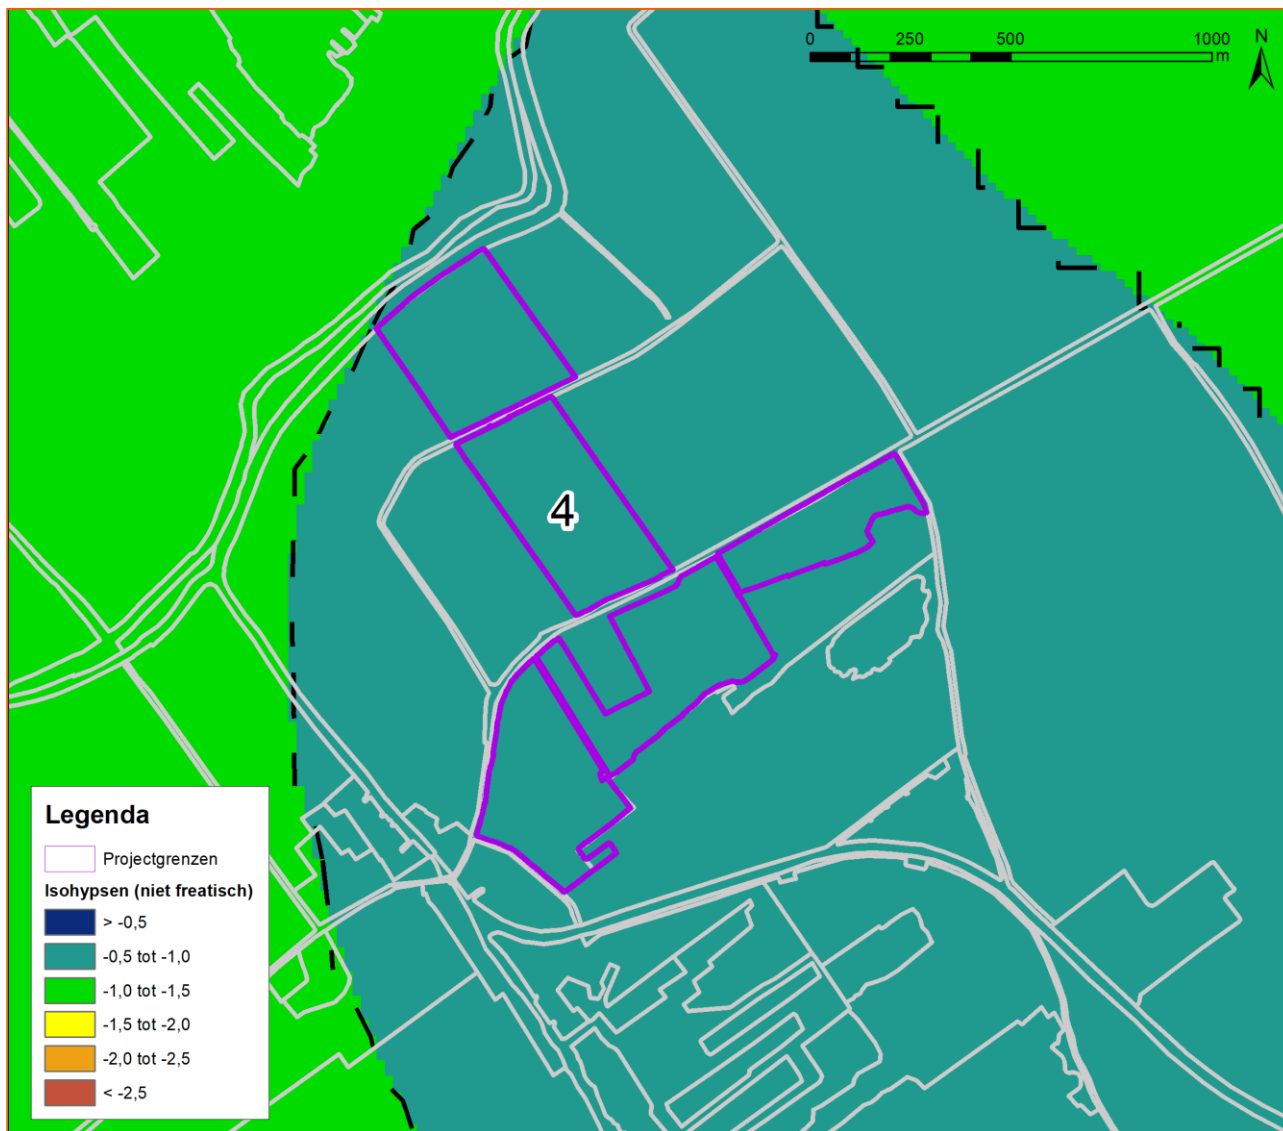 0 250 500 1000
m
N
4
Legenda
Projectgrenzen
Isohypsen (niet freatisch)
> -0,5
-0,5 tot -1,0
-1,0 tot -1,5
-1,5 tot -2,0
-2,0 tot -2,5
< -2,5